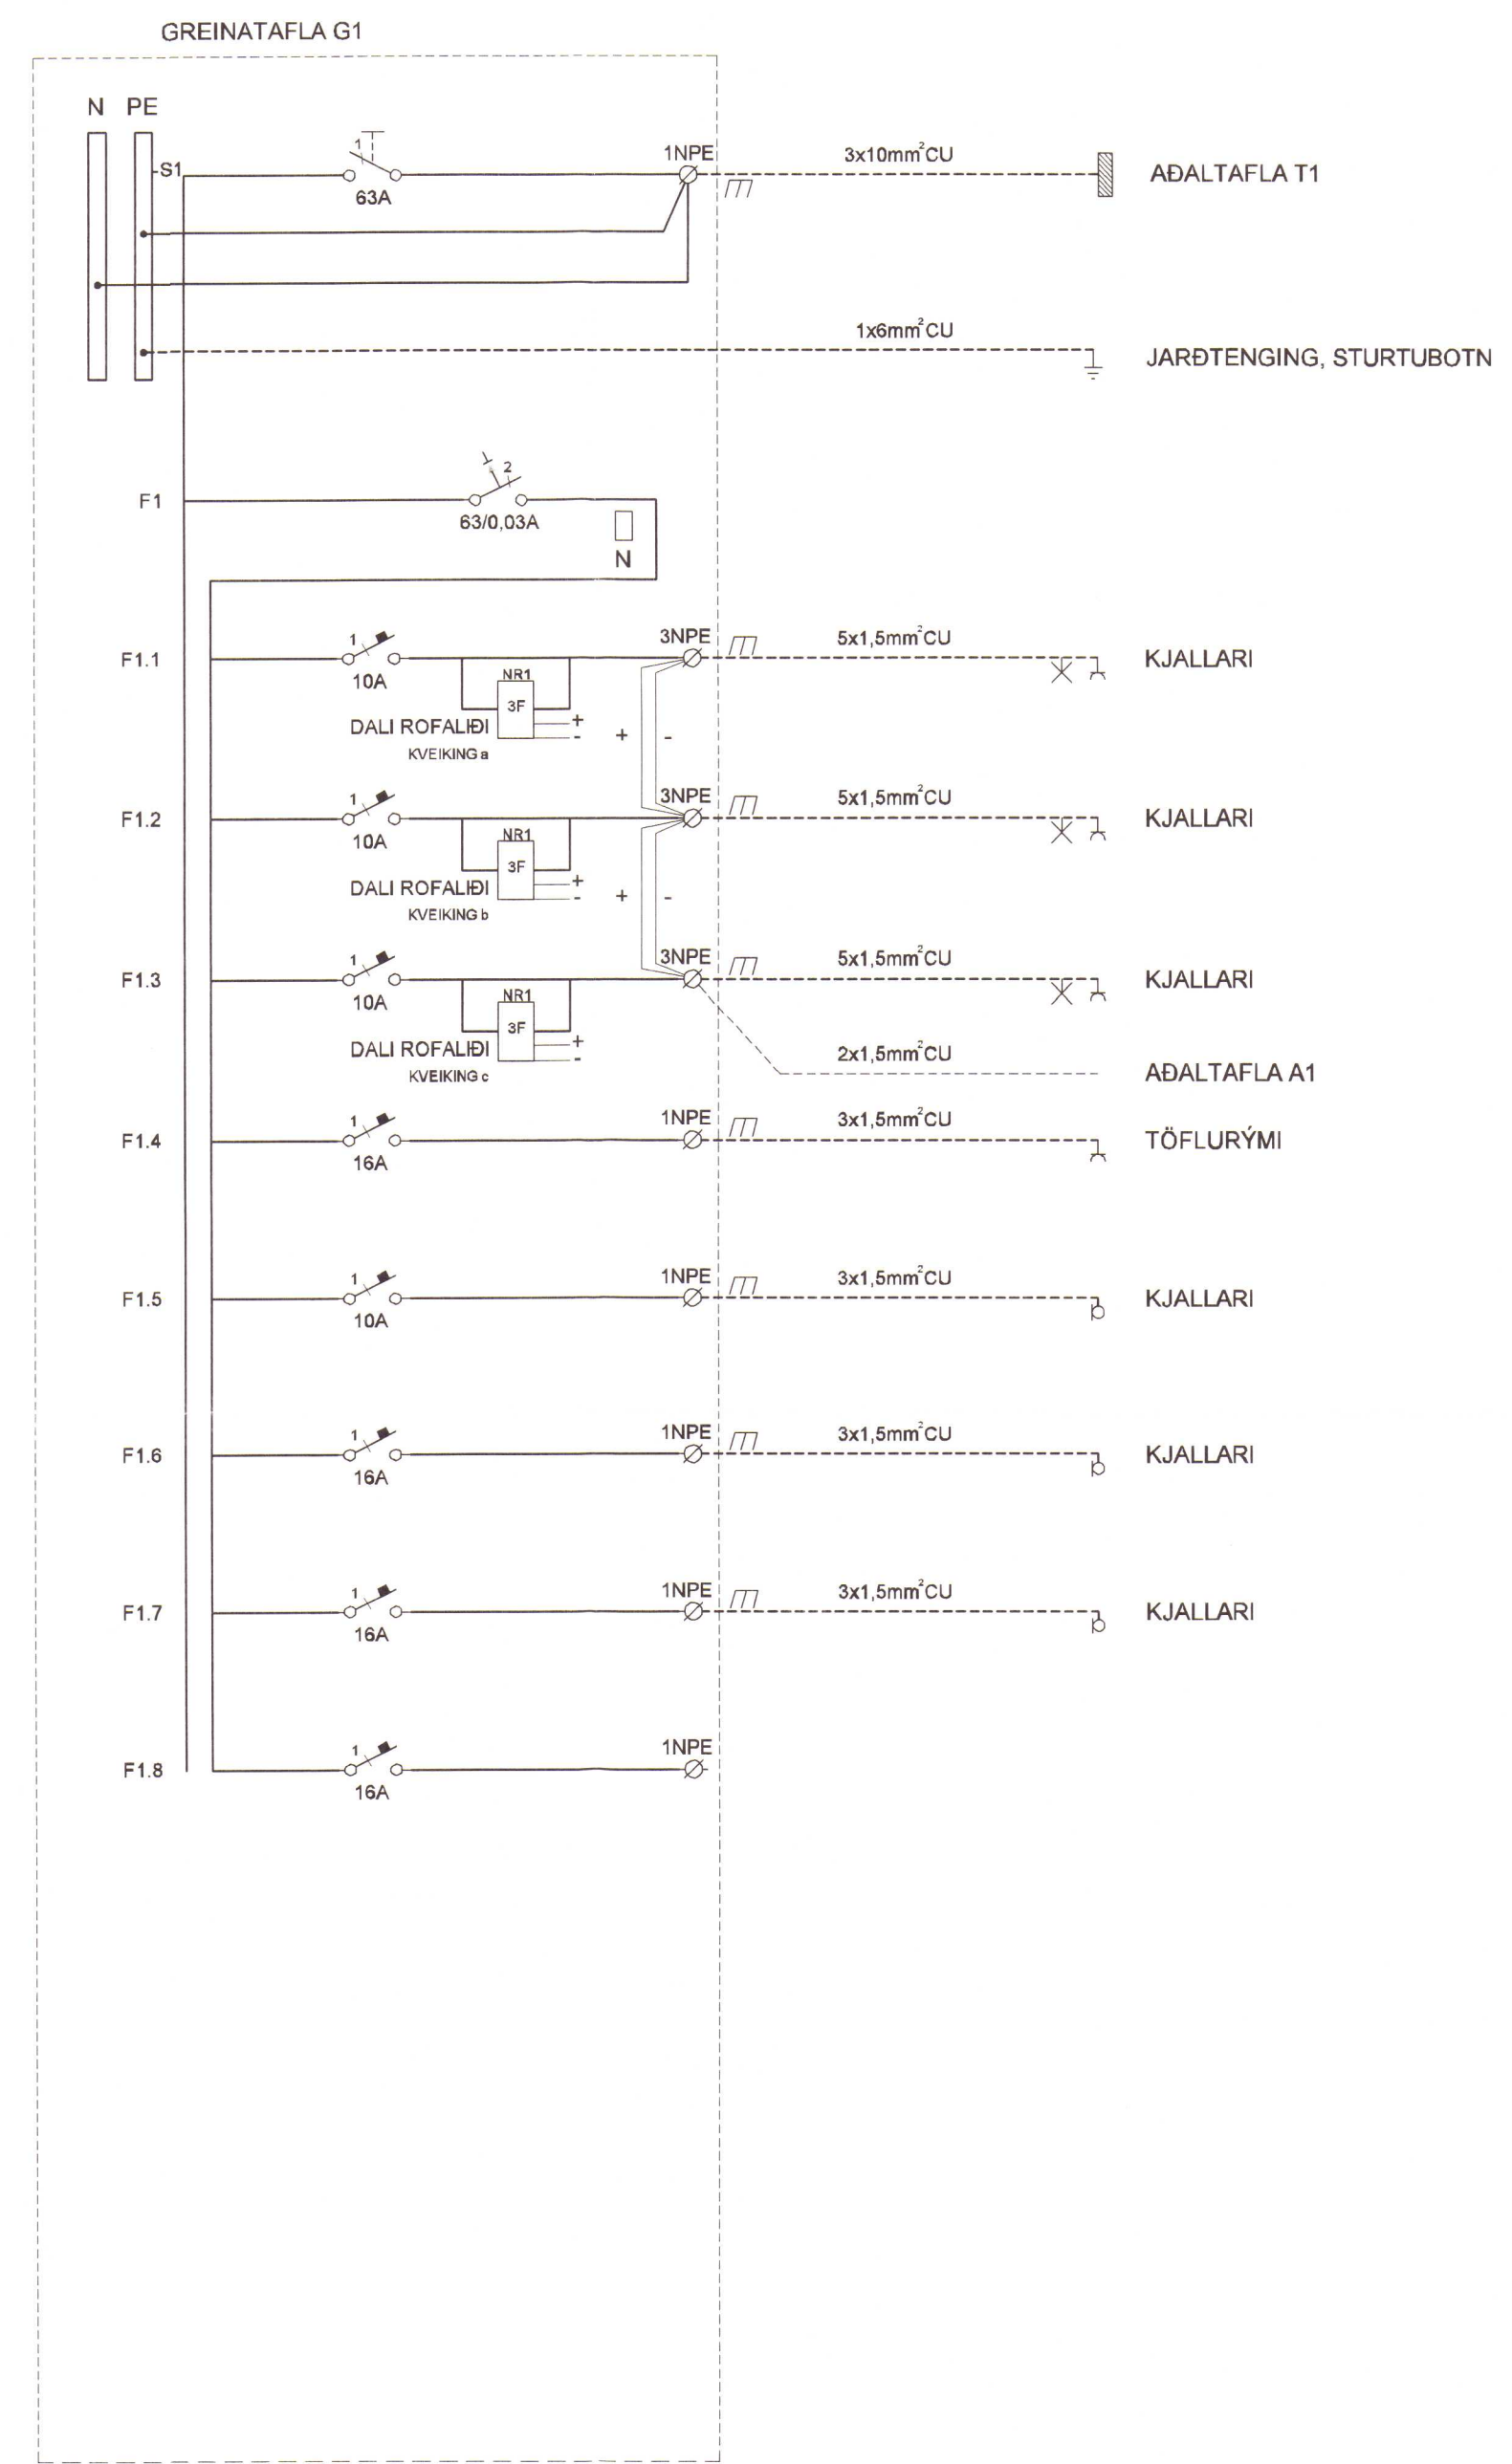 GREINATAFLA G1
N PE
S1
1
63A
1NPE
3x10mm²CU
AÐALTAFLA T1
1x6mm²CU
JARÐTENGING, STURTUBOTN
F1
2
63/0,03A
N
F1.1
1
10A
NR1
3F
+
-
DALI ROFALIÐI
KVEIKING a
3NPE
+ -
5x1,5mm²CU
KJALLARI
F1.2
1
10A
NR1
3F
+
-
DALI ROFALIÐI
KVEIKING b
3NPE
+ -
5x1,5mm²CU
KJALLARI
F1.3
1
10A
NR1
3F
+
-
DALI ROFALIÐI
KVEIKING c
3NPE
5x1,5mm²CU
KJALLARI
2x1,5mm²CU
AÐALTAFLA A1
F1.4
1
16A
1NPE
3x1,5mm²CU
TÖFLURÝMI
F1.5
1
10A
1NPE
3x1,5mm²CU
KJALLARI
F1.6
1
16A
1NPE
3x1,5mm²CU
KJALLARI
F1.7
1
16A
1NPE
3x1,5mm²CU
KJALLARI
F1.8
1
16A
1NPE